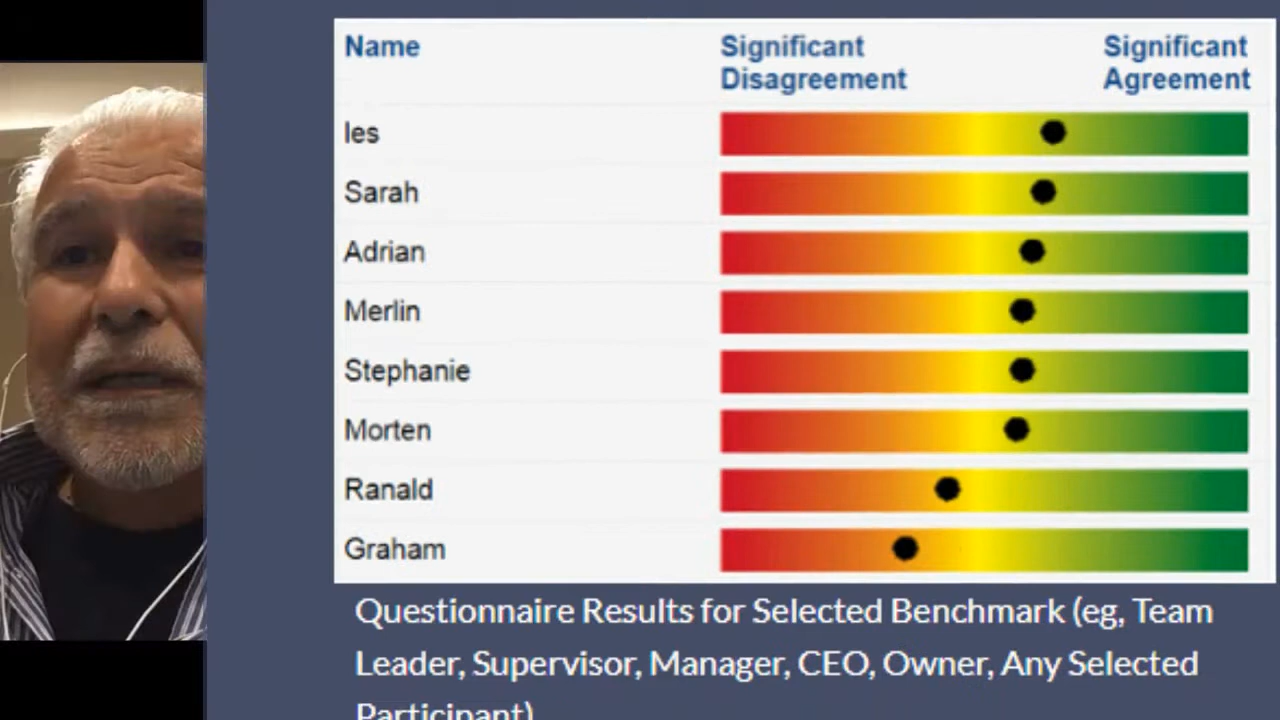 Name
Significant
Disagreement
Significant
Agreement
les
Sarah
Adrian
Merlin
Stephanie
Morten
Ranald
Graham
Questionnaire Results for Selected Benchmark (eg, Team
Leader, Supervisor, Manager, CEO, Owner, Any Selected
Participant)